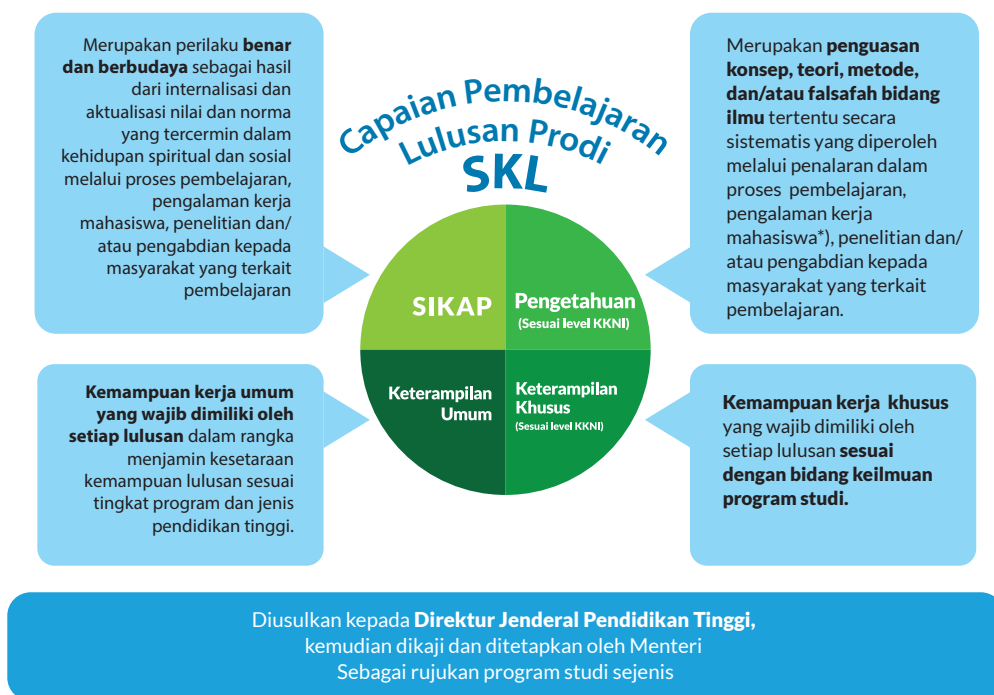 Capaian Pembelajaran
Lulusan Prodi
SKL
Merupakan perilaku benar
dan berbudaya sebagai hasil
dari internalisasi dan
aktualisasi nilai dan norma
yang tercermin dalam
kehidupan spiritual dan sosial
melalui proses pembelajaran,
pengalaman kerja
mahasiswa, penelitian dan/
atau pengabdian kepada
masyarakat yang terkait
pembelajaran
Merupakan penguasan
konsep, teori, metode,
dan/atau falsafah bidang
ilmu tertentu secara
sistematis yang diperoleh
melalui penalaran dalam
proses pembelajaran,
pengalaman kerja
mahasiswa*), penelitian dan/
atau pengabdian kepada
masyarakat yang terkait
pembelajaran.
SIKAP
Pengetahuan
(Sesuai level KKNI)
Keterampilan
Umum
Keterampilan
Khusus
(Sesuai level KKNI)
Kemampuan kerja umum
yang wajib dimiliki oleh
setiap lulusan dalam rangka
menjamin kesetaraan
kemampuan lulusan sesuai
tingkat program dan jenis
pendidikan tinggi.
Kemampuan kerja khusus
yang wajib dimiliki oleh
setiap lulusan sesuai
dengan bidang keilmuan
program studi.
Diusulkan kepada Direktur Jenderal Pendidikan Tinggi,
kemudian dikaji dan ditetapkan oleh Menteri
Sebagai rujukan program studi sejenis